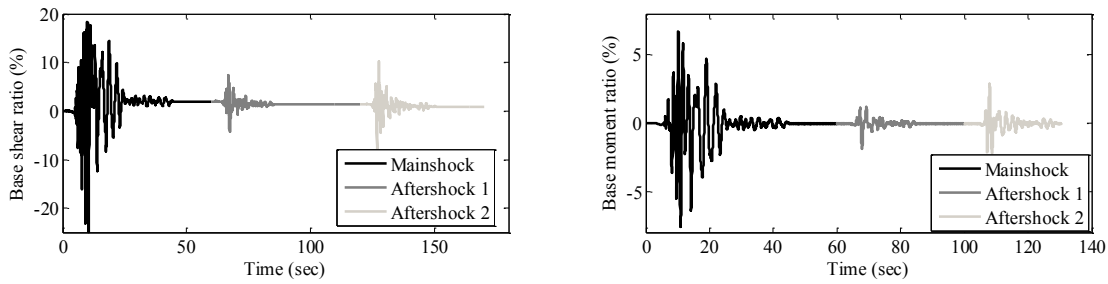 Base shear ratio (%)
20
10
0
-10
-20
0
50
100
150
Time (sec)
Mainshock
Aftershock 1
Aftershock 2
Base moment ratio (%)
5
0
-5
0
20
40
60
80
100
120
140
Time (sec)
Mainshock
Aftershock 1
Aftershock 2